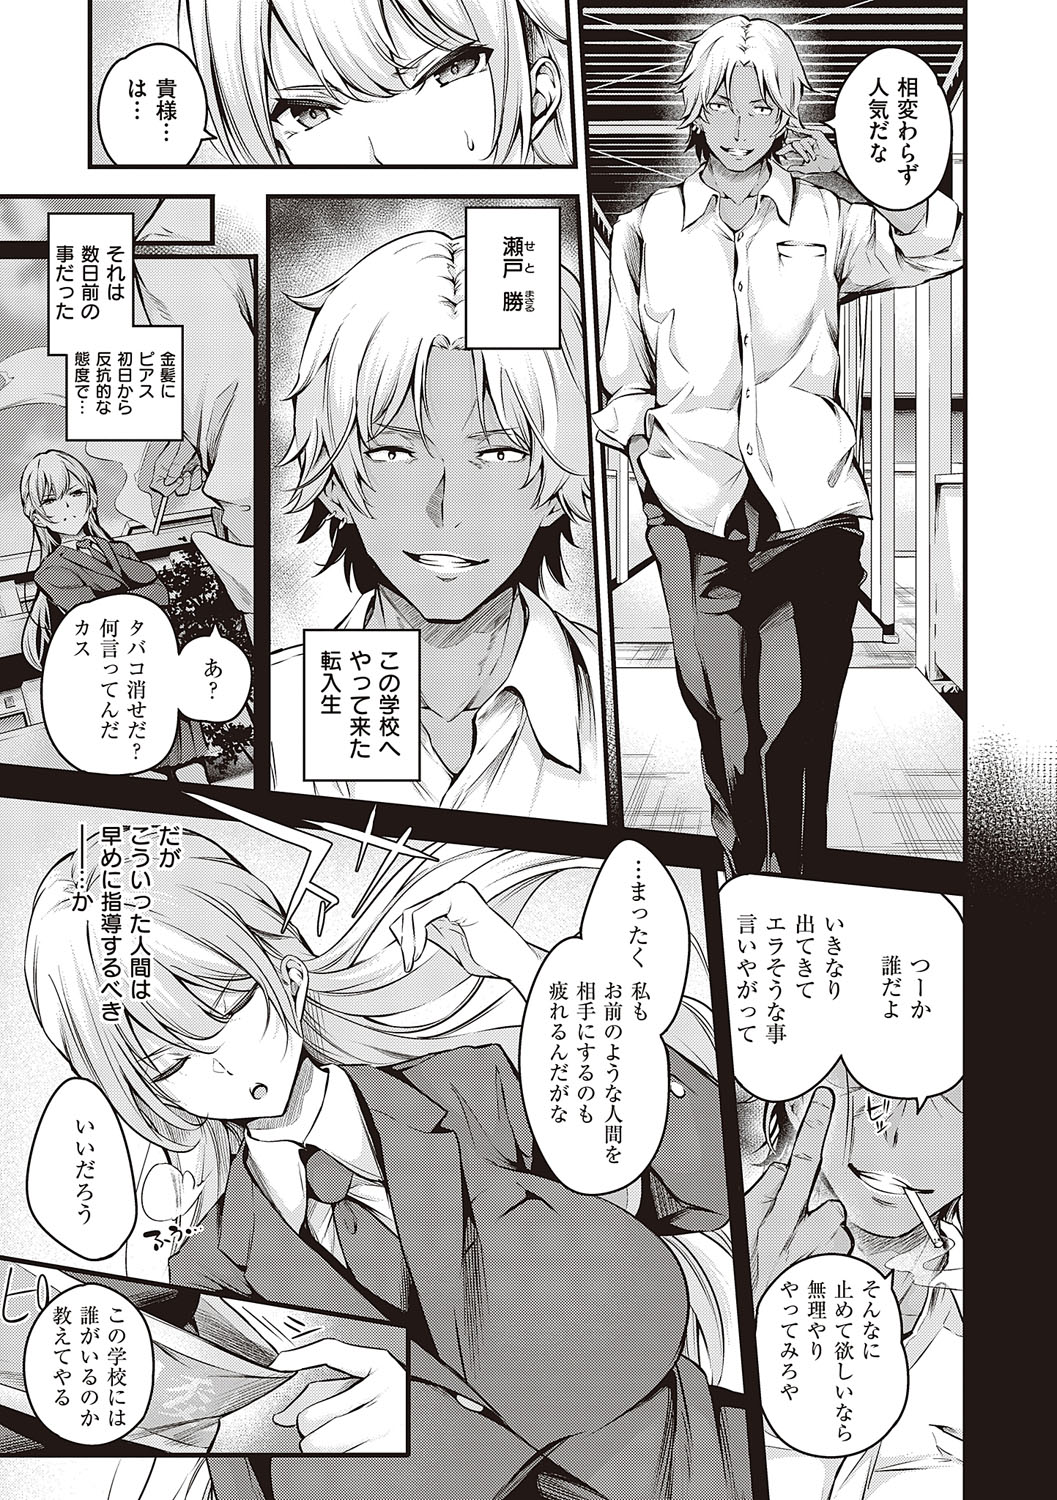 相変わらず
人気だな
貴様…
は…
瀬戸 勝
せと まさる
この学校へ
やって来た
転入生
それは
数日前の
事だった
金髪に
ピアス
初日から
反抗的な
態度で…
あ？
タバコ消せだ？
何言ってんだ
カス
つーか
誰だよ
いきなり
出てきて
エラそうな事
言いやがって
ビッ
そんなに
止めて欲しいなら
無理やり
やってみろや
…まったく
私も
お前のような人間を
相手にするのも
疲れるんだがな
だが
こういった人間は
早めに指導するべき
――……か
いいだろう
ふぅ…
この学校には
誰がいるのか
教えてやる